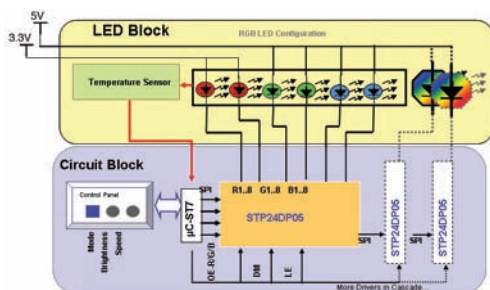 5V
3.3V
LED Block
RGB LED Configuration
Temperature Sensor
Circuit Block
Control Panel
Mode
Brightness
Speed
µC-ST7
SPI
R1..8
G1..8
B1..8
STP24DP05
OE-R/G/B
DM
LE
SPI
STP24DP05
SPI
STP24DP05
More Drivers in Cascade